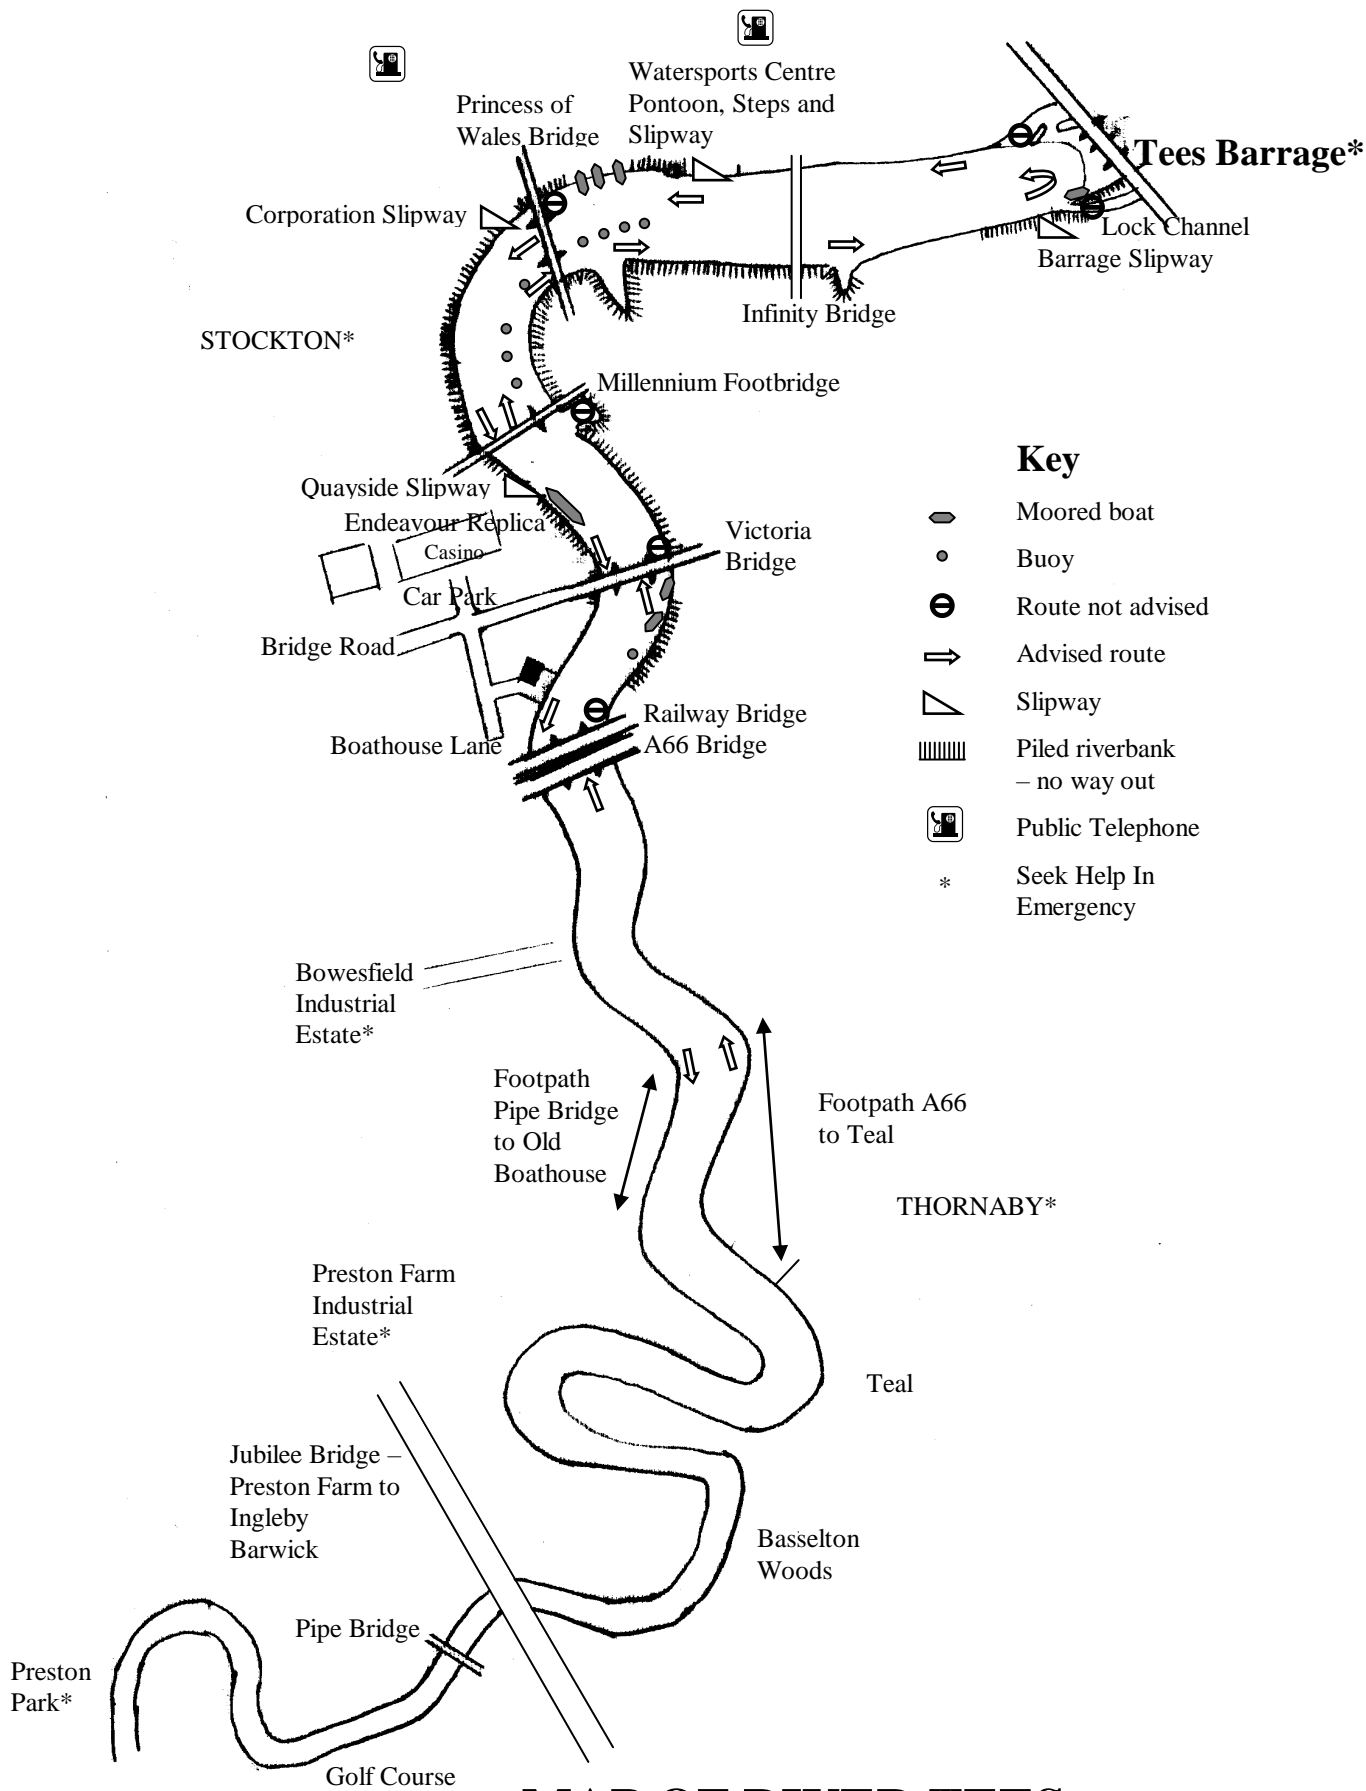 Watersports Centre
Pontoon, Steps and
Slipway
Princess of
Wales Bridge
Tees Barrage*
Corporation Slipway
Lock Channel
Barrage Slipway
Infinity Bridge
STOCKTON*
Millennium Footbridge
Quayside Slipway
Endeavour Replica
Casino
Car Park
Victoria
Bridge
Bridge Road
Railway Bridge
A66 Bridge
Boathouse Lane
Key
Moored boat
Buoy
Route not advised
Advised route
Slipway
Piled riverbank
– no way out
Public Telephone
*
Seek Help In
Emergency
Bowesfield
Industrial
Estate*
Footpath
Pipe Bridge
to Old
Boathouse
Footpath A66
to Teal
THORNABY*
Preston Farm
Industrial
Estate*
Teal
Jubilee Bridge –
Preston Farm to
Ingleby
Barwick
Basselton
Woods
Pipe Bridge
Preston
Park*
Golf Course
MAP OF RIVER TEES